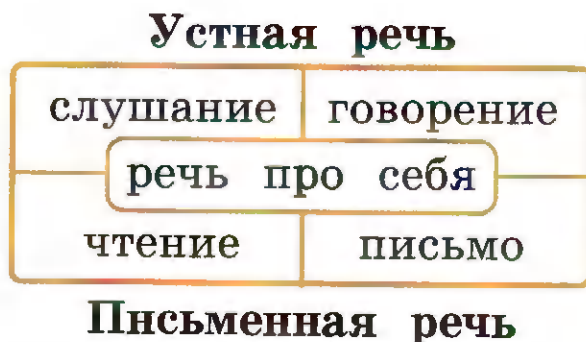 Устная речь
слушание говорение
речь про себя
чтение письмо
Письменная речь